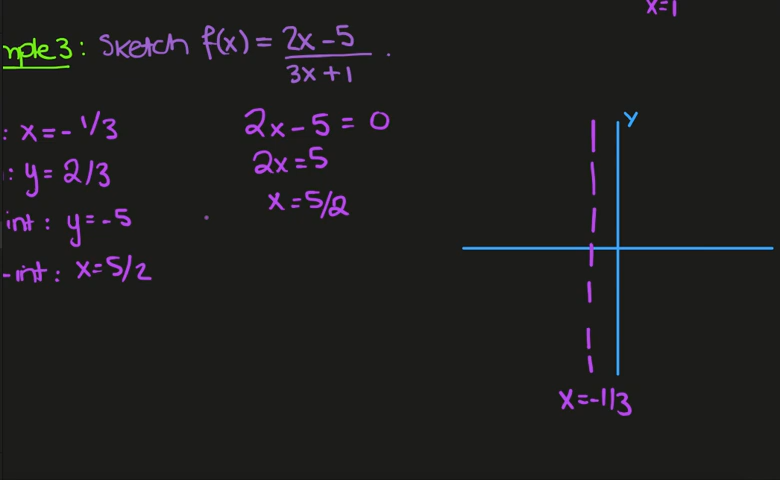 x=1
mple 3: Sketch f(x) = (2x-5)/(3x+1).
: x = -1/3
: y = 2/3
int: y = -5
-int: x = 5/2
2x - 5 = 0
2x = 5
x = 5/2
y
x = -1/3